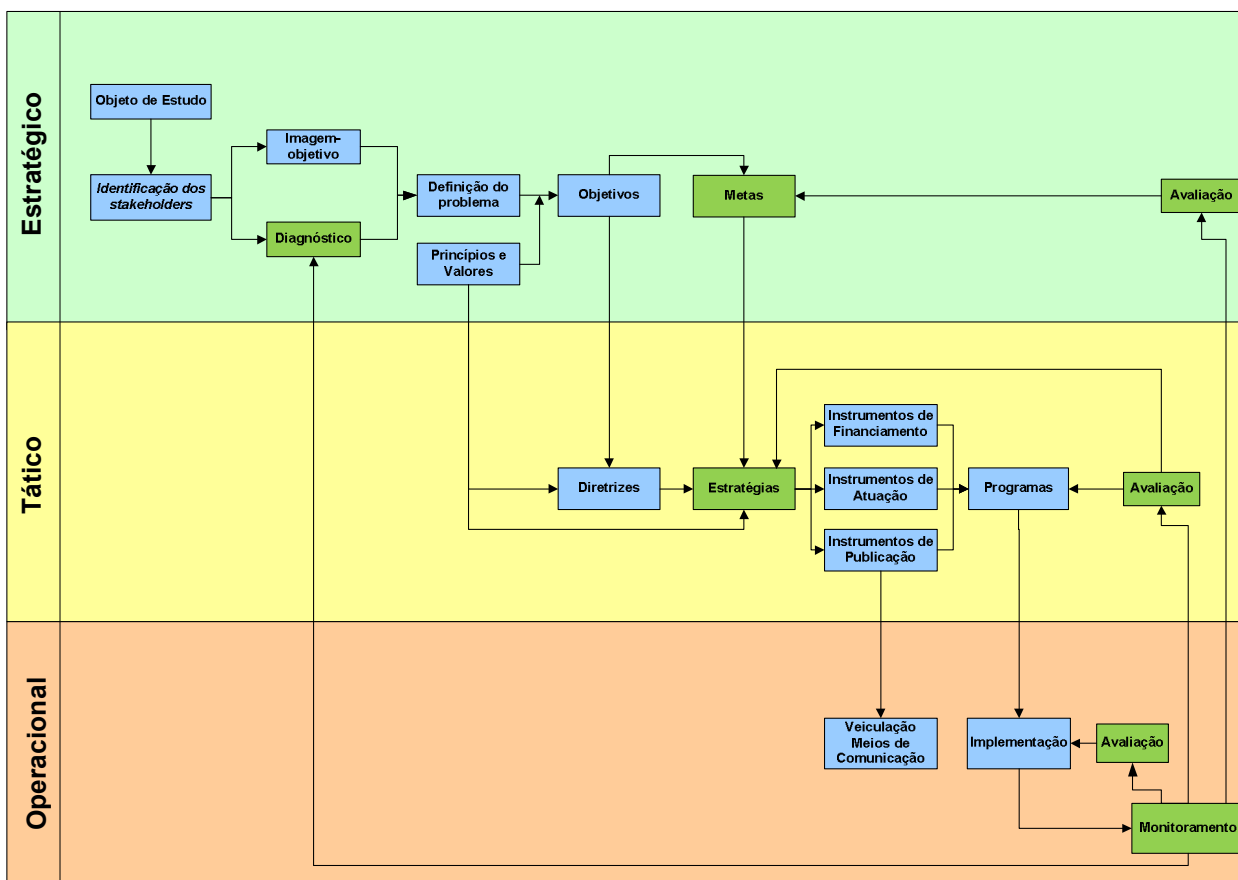 Estratégico
Objeto de Estudo
Identificação dos
stakeholders
Imagem-
objetivo
Diagnóstico
Definição do
problema
Princípios e
Valores
Objetivos
Metas
Avaliação
Tático
Diretrizes
Estratégias
Instrumentos de
Financiamento
Instrumentos de
Atuação
Instrumentos de
Publicação
Programas
Avaliação
Operacional
Veiculação
Meios de
Comunicação
Implementação
Avaliação
Monitoramento